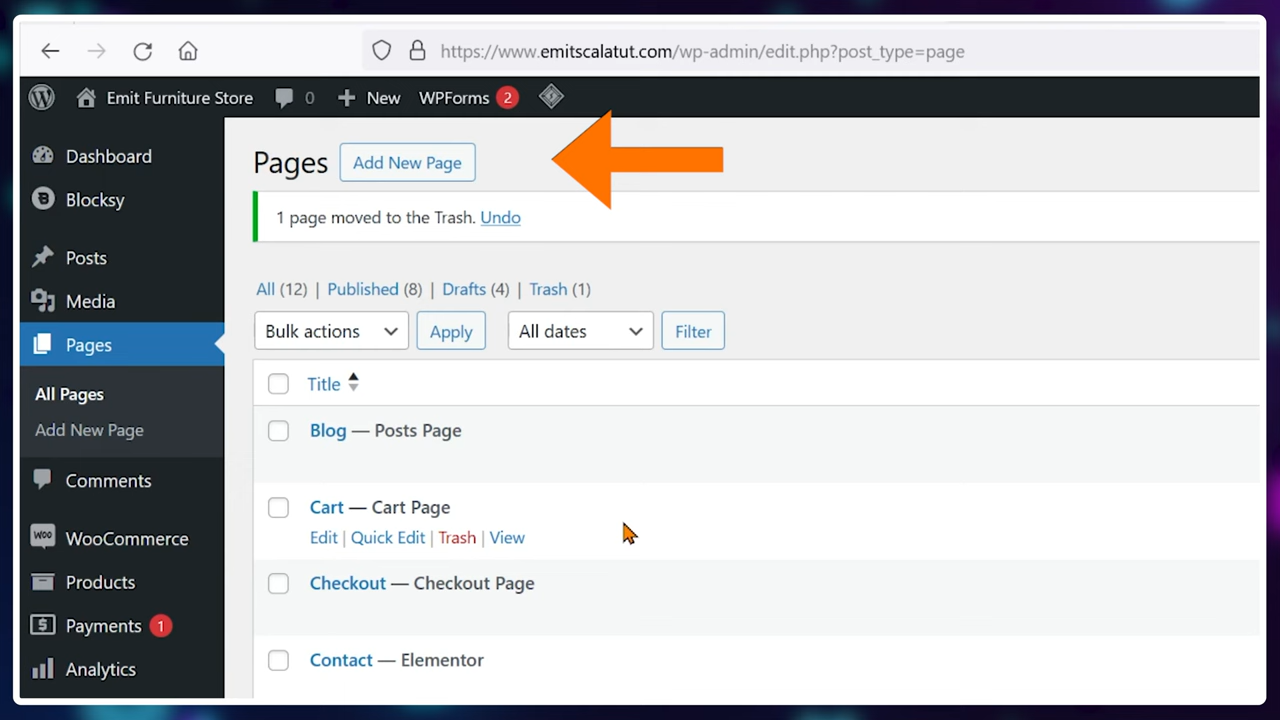 https://www.emitscalatut.com/wp-admin/edit.php?post_type=page
Emit Furniture Store 0 New WPForms 2
Dashboard
Blocksy
Posts
Media
Pages
All Pages
Add New Page
Comments
WOO WooCommerce
Products
Payments 1
Analytics
Pages Add New Page
1 page moved to the Trash. Undo
All (12) | Published (8) | Drafts (4) | Trash (1)
Bulk actions Apply All dates Filter
Title
Blog — Posts Page
Cart — Cart Page
Edit | Quick Edit | Trash | View
Checkout — Checkout Page
Contact — Elementor